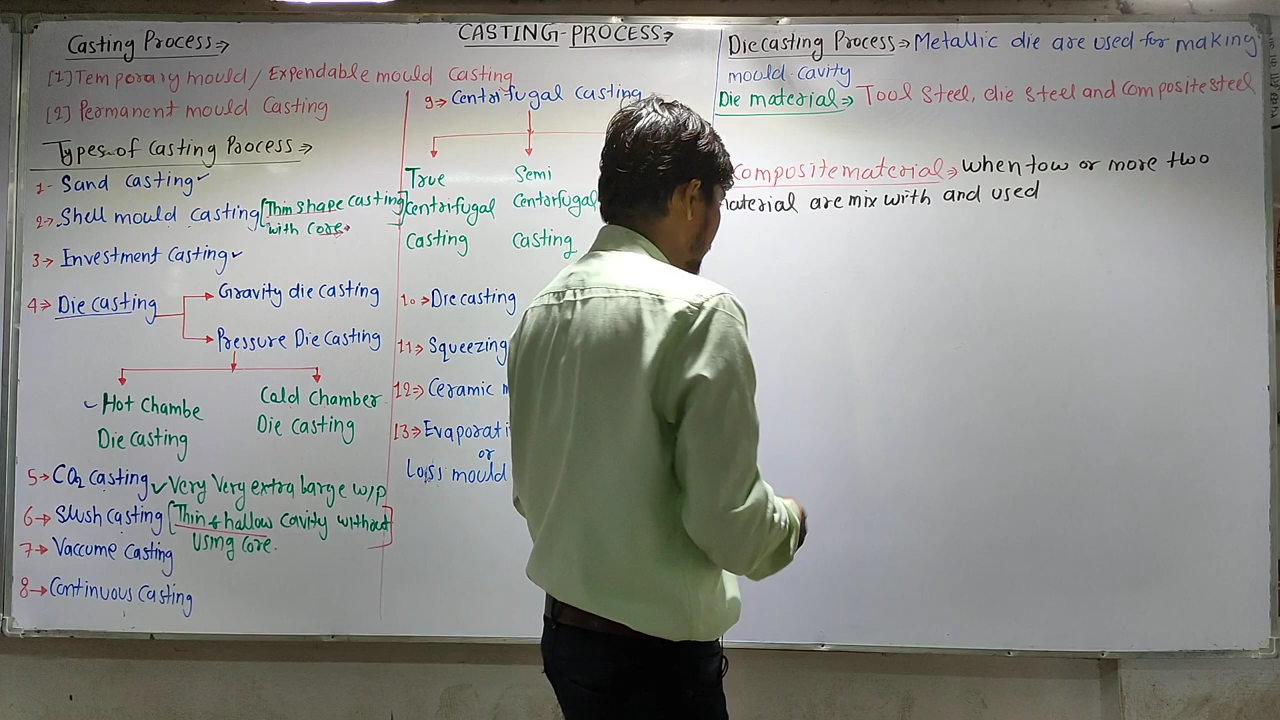 CASTING-PROCESS→
Casting Process→
[1] Temporary mould/Expendable mould Casting
[2] Permanent mould Casting
Types of Casting Process→
1- Sand casting✓
2→ Shell mould casting [Thin shape casting]
with core.
3→ Investment Casting✓
4→ Die casting
→Gravity die casting
→Pressure Die Casting
✓Hot Chambe
Die casting
Cold Chamber
Die casting
5→ CO2 casting✓ Very Very extra large w/p
6→ Slush casting [Thin & hallow cavity without]
using core.
7→ Vaccume casting
8→ Continuous casting
9→ Centrifugal casting
True
centrifugal
casting
Semi
Centrifugal
casting
10→Die casting
11→ Squeezing
12→ Ceramic
13→ Evaporati
or
Loss mould
Die casting Process→ Metallic die are used for making
mould cavity
Die material→ Tool steel, die steel and composite steel
Composite material→ when tow or more two
material are mix with and used